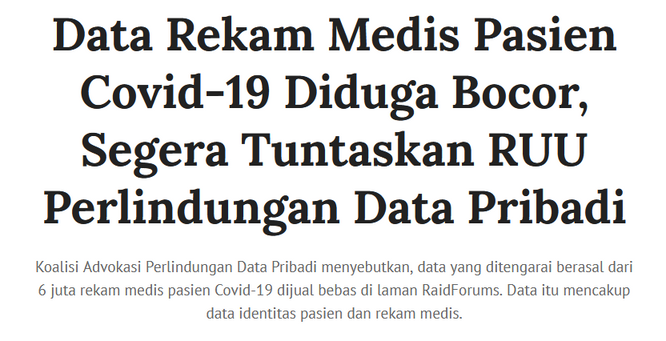 Data Rekam Medis Pasien
Covid-19 Diduga Bocor,
Segera Tuntaskan RUU
Perlindungan Data Pribadi
Koalisi Advokasi Perlindungan Data Pribadi menyebutkan, data yang ditengarai berasal dari
6 juta rekam medis pasien Covid-19 dijual bebas di laman RaidForums. Data itu mencakup
data identitas pasien dan rekam medis.